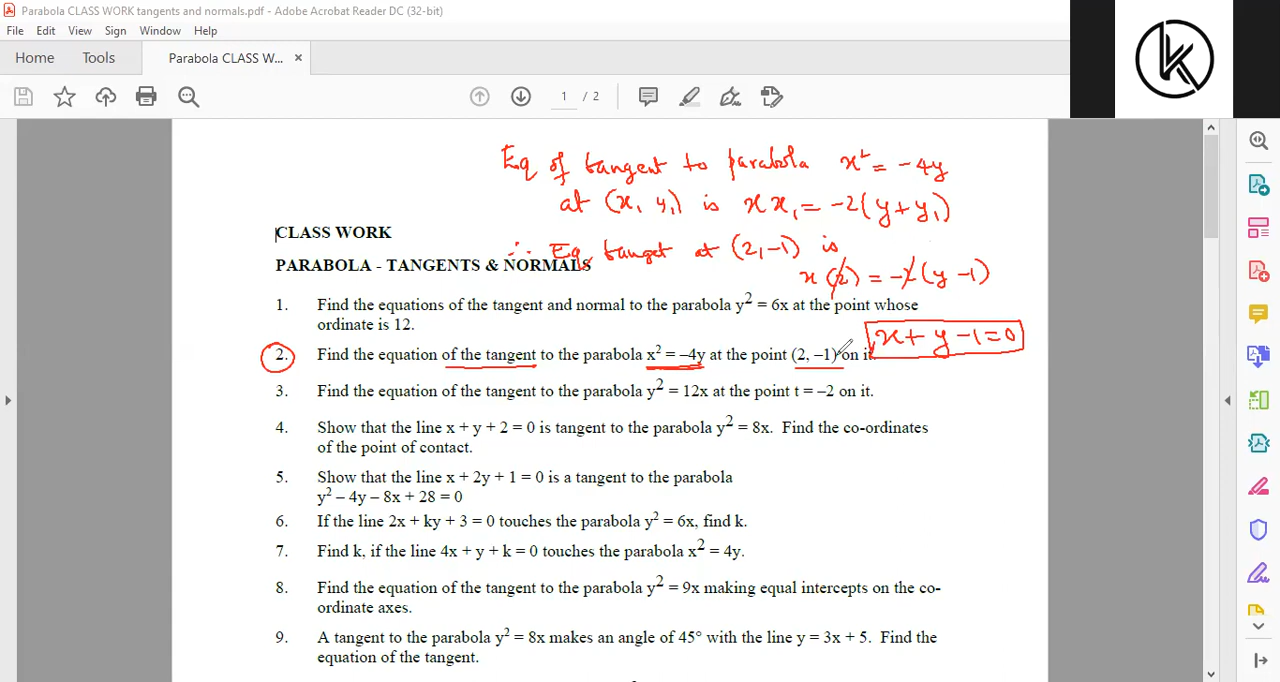 Parabola CLASS WORK tangents and normals.pdf - Adobe Acrobat Reader DC (32-bit)
File Edit View Sign Window Help
Home Tools Parabola CLASS W... ×
1 / 2
K
Eq of tangent to parabola x² = -4y
at (x₁ y₁) is x x₁ = -2(y+y₁)
CLASS WORK
∴ Eq tanget at (2,-1) is
PARABOLA - TANGENTS & NORMALS
x (2) = -2 (y -1)
1. Find the equations of the tangent and normal to the parabola y² = 6x at the point whose
ordinate is 12.
x + y -1 = 0
2. Find the equation of the tangent to the parabola x² = –4y at the point (2, –1) on it.
3. Find the equation of the tangent to the parabola y² = 12x at the point t = –2 on it.
4. Show that the line x + y + 2 = 0 is tangent to the parabola y² = 8x. Find the co-ordinates
of the point of contact.
5. Show that the line x + 2y + 1 = 0 is a tangent to the parabola
y² – 4y – 8x + 28 = 0
6. If the line 2x + ky + 3 = 0 touches the parabola y² = 6x, find k.
7. Find k, if the line 4x + y + k = 0 touches the parabola x² = 4y.
8. Find the equation of the tangent to the parabola y² = 9x making equal intercepts on the co-
ordinate axes.
9. A tangent to the parabola y² = 8x makes an angle of 45° with the line y = 3x + 5. Find the
equation of the tangent.